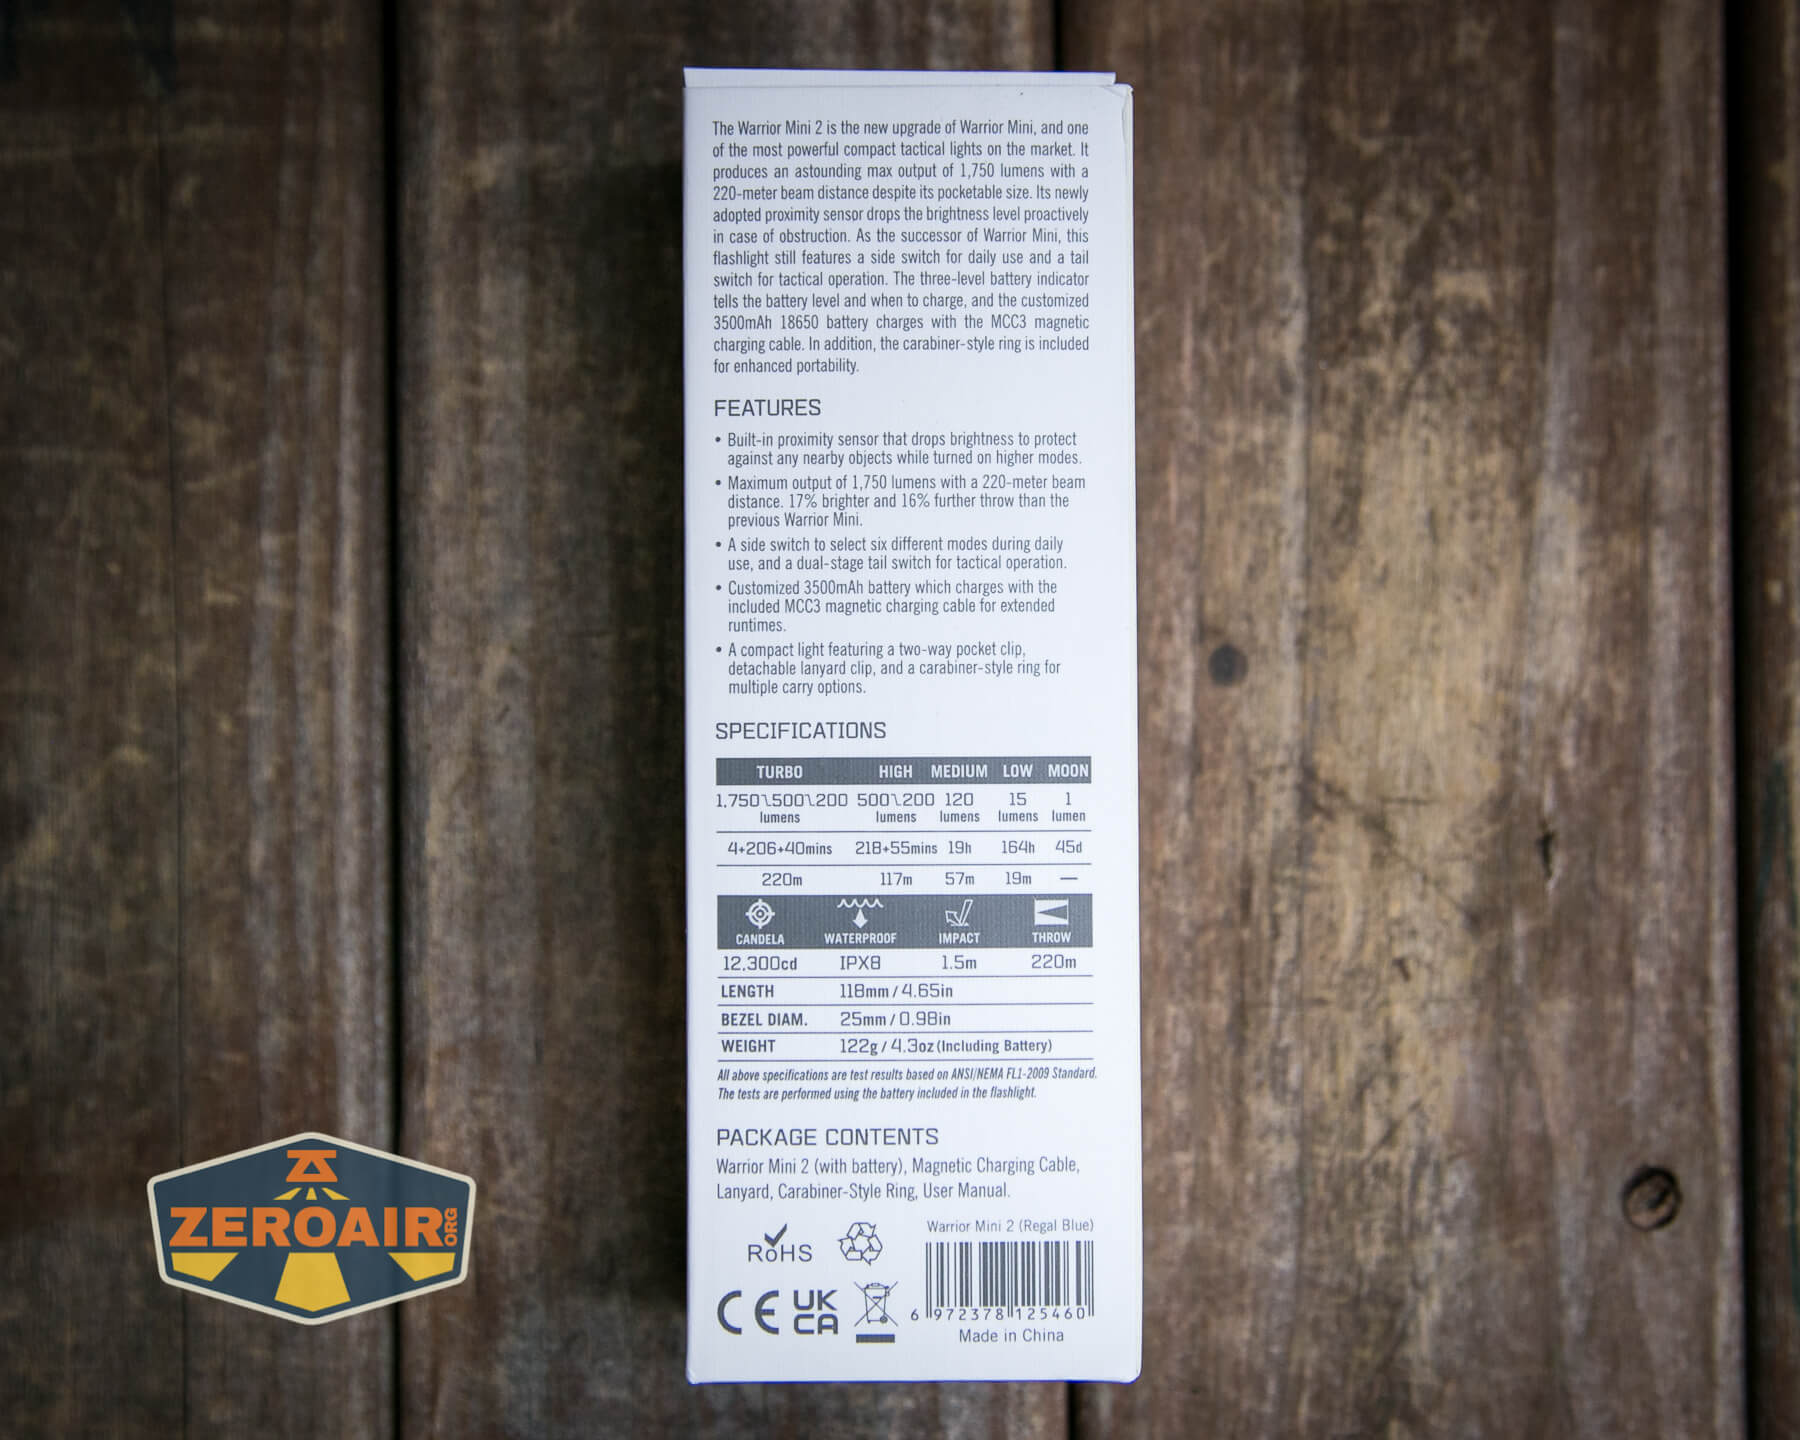 The Warrior Mini 2 is the new upgrade of Warrior Mini, and one
of the most powerful compact tactical lights on the market. It
produces an astounding max output of 1,750 lumens with a
220-meter beam distance despite its pocketable size. Its newly
adopted proximity sensor drops the brightness level proactively
in case of obstruction. As the successor of Warrior Mini, this
flashlight still features a side switch for daily use and a tail
switch for tactical operation. The three-level battery indicator
tells the battery level and when to charge, and the customized
3500mAh 18650 battery charges with the MCC3 magnetic
charging cable. In addition, the carabiner-style ring is included
for enhanced portability.
FEATURES
• Built-in proximity sensor that drops brightness to protect
against any nearby objects while turned on higher modes.
• Maximum output of 1,750 lumens with a 220-meter beam
distance. 17% brighter and 16% further throw than the
previous Warrior Mini.
• A side switch to select six different modes during daily
use, and a dual-stage tail switch for tactical operation.
• Customized 3500mAh battery which charges with the
included MCC3 magnetic charging cable for extended
runtimes.
• A compact light featuring a two-way pocket clip,
detachable lanyard clip, and a carabiner-style ring for
multiple carry options.
SPECIFICATIONS
TURBO HIGH MEDIUM LOW MOON
1,750\500\200 500\200 120 15 1
lumens lumens lumens lumens lumen
4+206+40mins 218+55mins 19h 164h 45d
220m 117m 57m 19m —
CANDELA WATERPROOF IMPACT THROW
12,300cd IPX8 1.5m 220m
LENGTH 118mm / 4.65in
BEZEL DIAM. 25mm / 0.98in
WEIGHT 122g / 4.3oz (Including Battery)
All above specifications are test results based on ANSI/NEMA FL1-2009 Standard.
The tests are performed using the battery included in the flashlight.
PACKAGE CONTENTS
Warrior Mini 2 (with battery), Magnetic Charging Cable,
Lanyard, Carabiner-Style Ring, User Manual.
RoHS
CE UK
CA
Warrior Mini 2 (Regal Blue)
6 972378 125460
Made in China
ZEROAIR.ORG